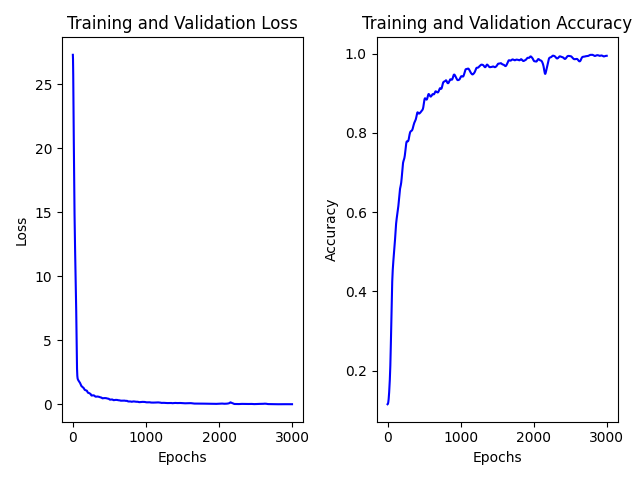 Training and Validation Loss
25
20
15
10
5
0
0 1000 2000 3000
Loss
Epochs
Training and Validation Accuracy
1.0
0.8
0.6
0.4
0.2
0 1000 2000 3000
Accuracy
Epochs